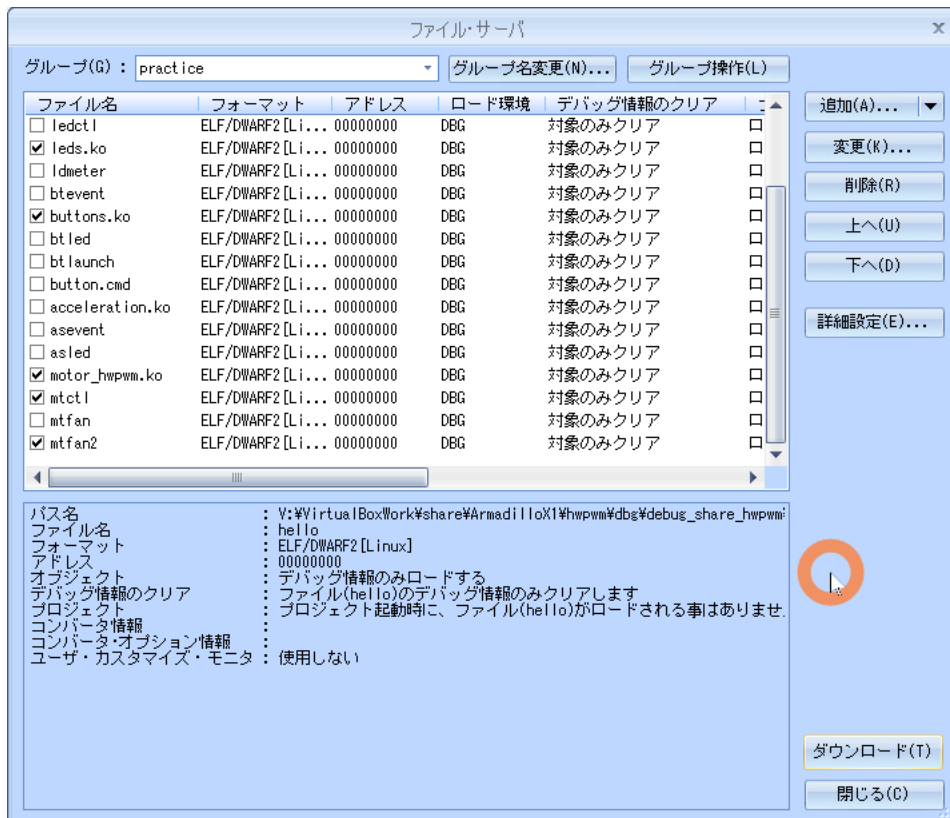 ファイル・サーバ
グループ(G) : practice グループ名変更(N)... グループ操作(L)
ファイル名 フォーマット アドレス ロード環境 デバッグ情報のクリア
ledctl ELF/DWARF2[Li... 00000000 DBG 対象のみクリア ロ
leds.ko ELF/DWARF2[Li... 00000000 DBG 対象のみクリア ロ
ldmeter ELF/DWARF2[Li... 00000000 DBG 対象のみクリア ロ
btevent ELF/DWARF2[Li... 00000000 DBG 対象のみクリア ロ
buttons.ko ELF/DWARF2[Li... 00000000 DBG 対象のみクリア ロ
btled ELF/DWARF2[Li... 00000000 DBG 対象のみクリア ロ
btlaunch ELF/DWARF2[Li... 00000000 DBG 対象のみクリア ロ
button.cmd ELF/DWARF2[Li... 00000000 DBG 対象のみクリア ロ
acceleration.ko ELF/DWARF2[Li... 00000000 DBG 対象のみクリア ロ
asevent ELF/DWARF2[Li... 00000000 DBG 対象のみクリア ロ
asled ELF/DWARF2[Li... 00000000 DBG 対象のみクリア ロ
motor_hwpwm.ko ELF/DWARF2[Li... 00000000 DBG 対象のみクリア ロ
mtctl ELF/DWARF2[Li... 00000000 DBG 対象のみクリア ロ
mtfan ELF/DWARF2[Li... 00000000 DBG 対象のみクリア ロ
mtfan2 ELF/DWARF2[Li... 00000000 DBG 対象のみクリア ロ
追加(A)...
変更(K)...
削除(R)
上へ(U)
下へ(D)
詳細設定(E)...
パス名 : V:¥VirtualBoxWork¥share¥ArmadilloX1¥hwpwm¥dbg¥debug_share_hwpwm
ファイル名 : hello
フォーマット : ELF/DWARF2[Linux]
アドレス : 00000000
オブジェクト : デバッグ情報のみロードする
デバッグ情報のクリア : ファイル(hello)のデバッグ情報のみクリアします
プロジェクト : プロジェクト起動時に、ファイル(hello)がロードされる事はありませ
コンバータ情報 :
コンバータ・オプション情報 :
ユーザ・カスタマイズ・モニタ : 使用しない
ダウンロード(T)
閉じる(C)